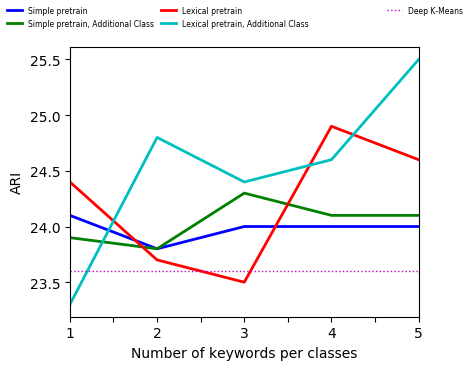 Simple pretrain
Simple pretrain, Additional Class
Lexical pretrain
Lexical pretrain, Additional Class
Deep K-Means
25.5
25.0
24.5
24.0
23.5
ARI
1 2 3 4 5
Number of keywords per classes